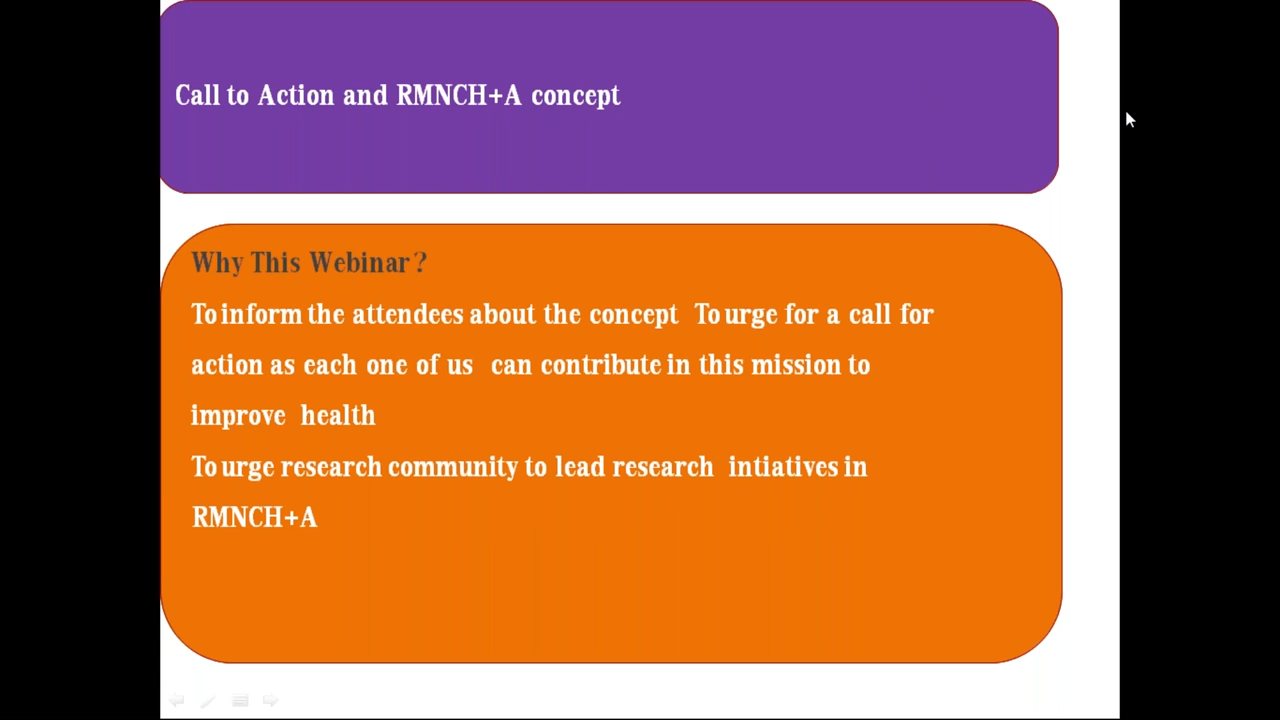 Call to Action and RMNCH+A concept
Why This Webinar?
To inform the attendees about the concept To urge for a call for
action as each one of us can contribute in this mission to
improve health
To urge research community to lead research intiatives in
RMNCH+A